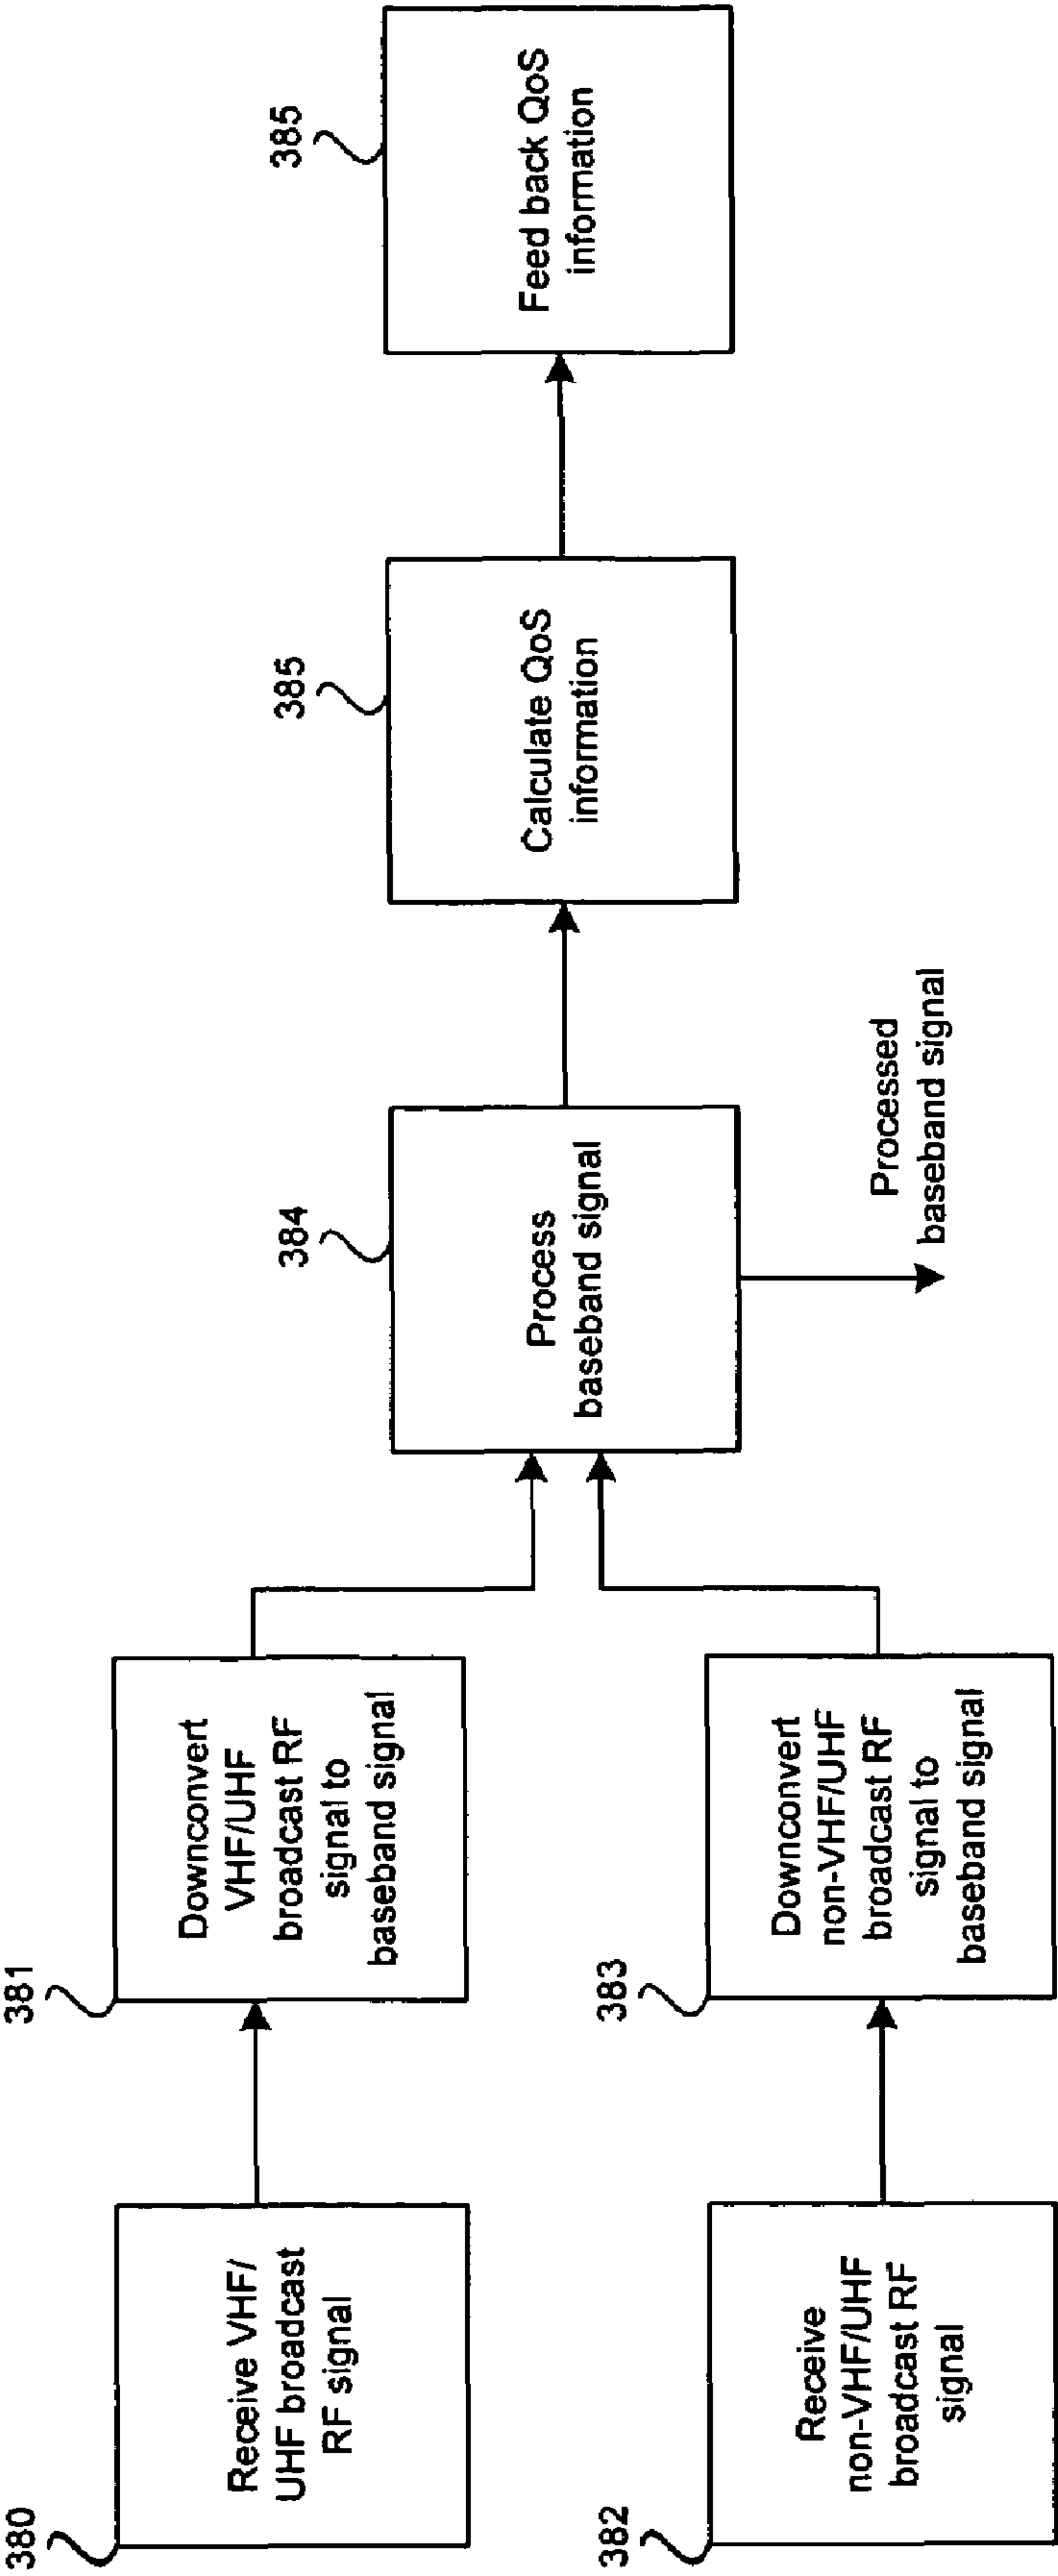 380
Receive VHF/
UHF broadcast
RF signal
381
Downconvert
VHF/UHF
broadcast RF
signal to
baseband signal
382
Receive
non-VHF/UHF
broadcast RF
signal
383
Downconvert
non-VHF/UHF
broadcast RF
signal to
baseband signal
384
Process
baseband signal
Processed
baseband signal
385
Calculate QoS
information
385
Feed back QoS
information